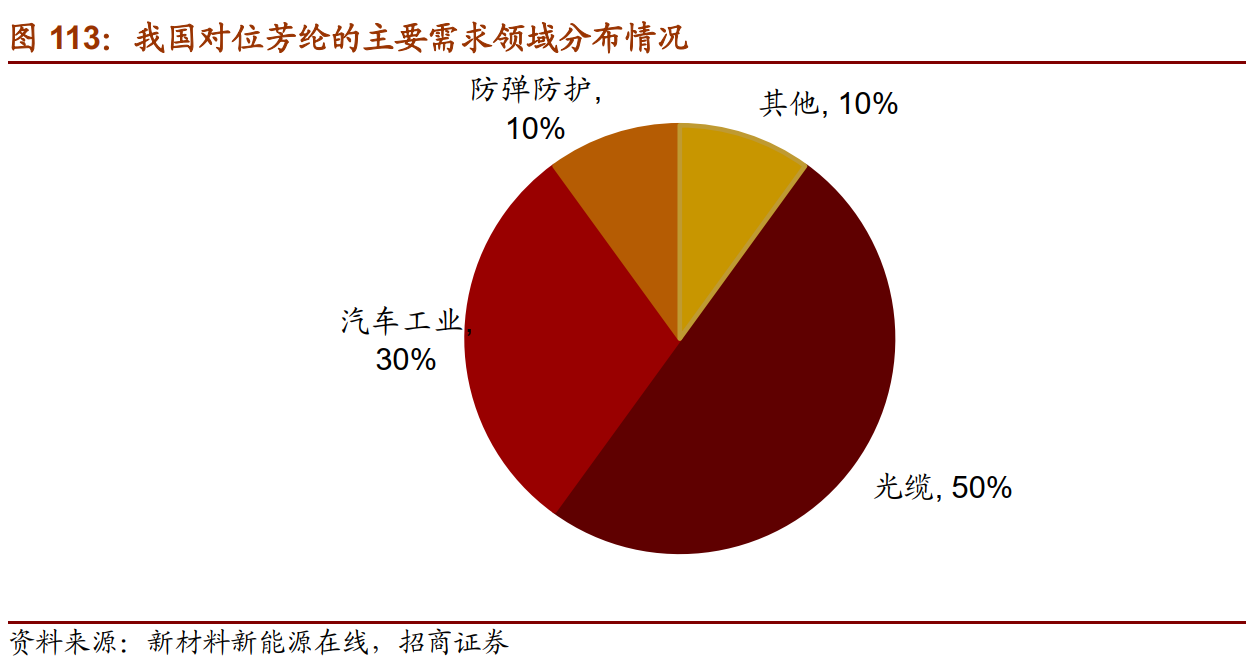 图 113：我国对位芳纶的主要需求领域分布情况
防弹防护,
10%
其他, 10%
汽车工业,
30%
光缆, 50%
资料来源：新材料新能源在线，招商证券